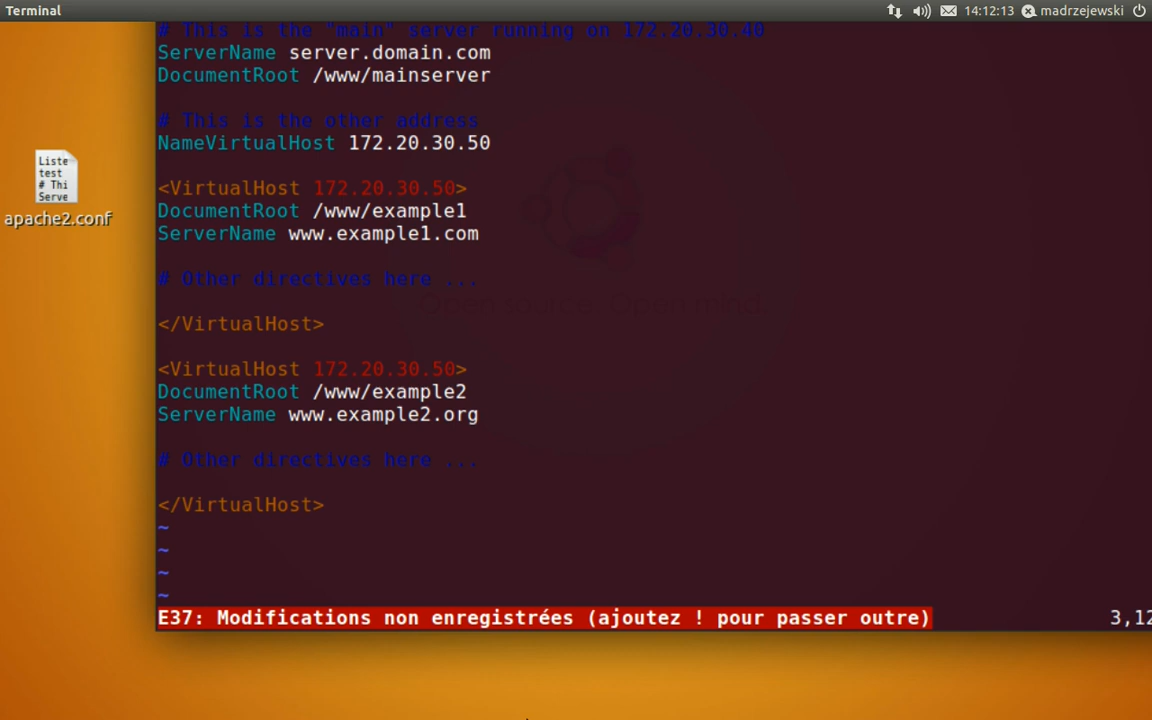 Terminal
14:12:13
madrzejewski
# This is the "main" server running on 172.20.30.40
ServerName server.domain.com
DocumentRoot /www/mainserver
# This is the other address
NameVirtualHost 172.20.30.50
<VirtualHost 172.20.30.50>
DocumentRoot /www/example1
ServerName www.example1.com
# Other directives here ...
</VirtualHost>
<VirtualHost 172.20.30.50>
DocumentRoot /www/example2
ServerName www.example2.org
# Other directives here ...
</VirtualHost>
~
~
~
~
E37: Modifications non enregistrées (ajoutez ! pour passer outre)
3,12
Liste
test
# Thi
Serve
apache2.conf
Open source. Open mind.